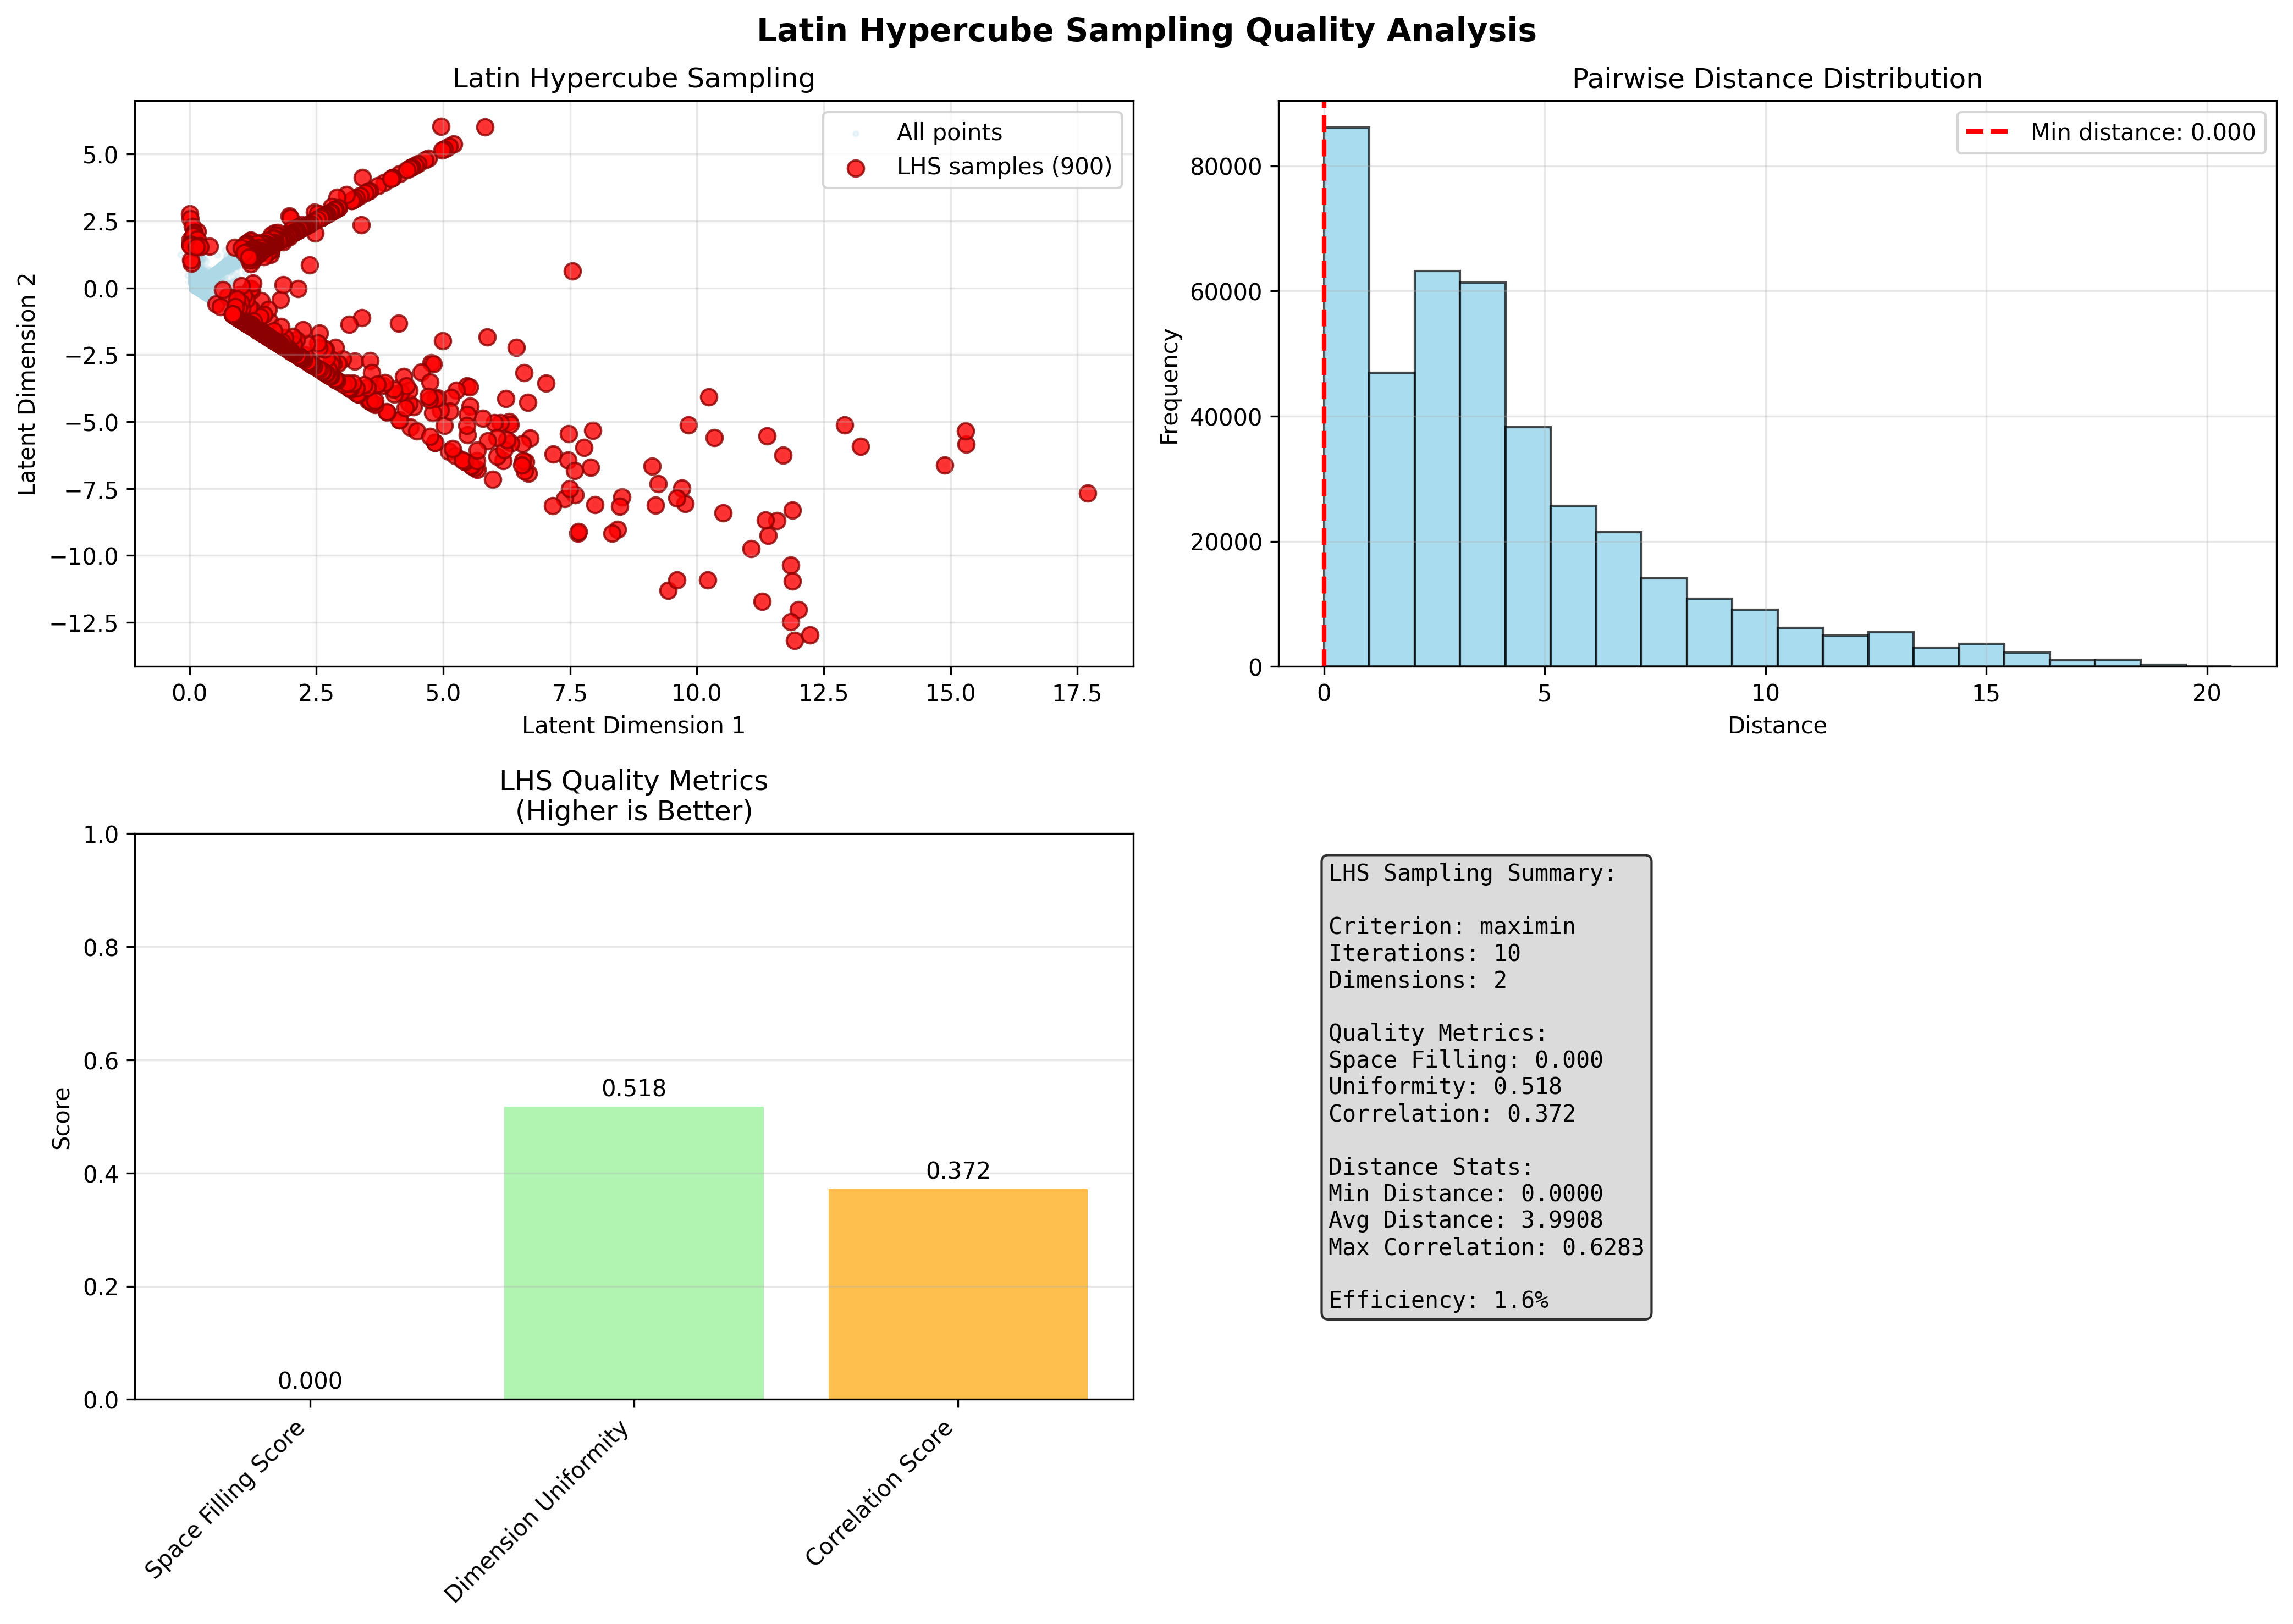 Latin Hypercube Sampling Quality Analysis
Latin Hypercube Sampling
All points
LHS samples (900)
5.0
2.5
0.0
−2.5
−5.0
−7.5
−10.0
−12.5
Latent Dimension 2
0.0 2.5 5.0 7.5 10.0 12.5 15.0 17.5
Latent Dimension 1
Pairwise Distance Distribution
Min distance: 0.000
80000
60000
40000
20000
0
Frequency
0 5 10 15 20
Distance
LHS Quality Metrics
(Higher is Better)
1.0
0.8
0.6
0.4
0.2
0.0
Score
0.000
0.518
0.372
Space Filling Score
Dimension Uniformity
Correlation Score
LHS Sampling Summary:
Criterion: maximin
Iterations: 10
Dimensions: 2
Quality Metrics:
Space Filling: 0.000
Uniformity: 0.518
Correlation: 0.372
Distance Stats:
Min Distance: 0.0000
Avg Distance: 3.9908
Max Correlation: 0.6283
Efficiency: 1.6%